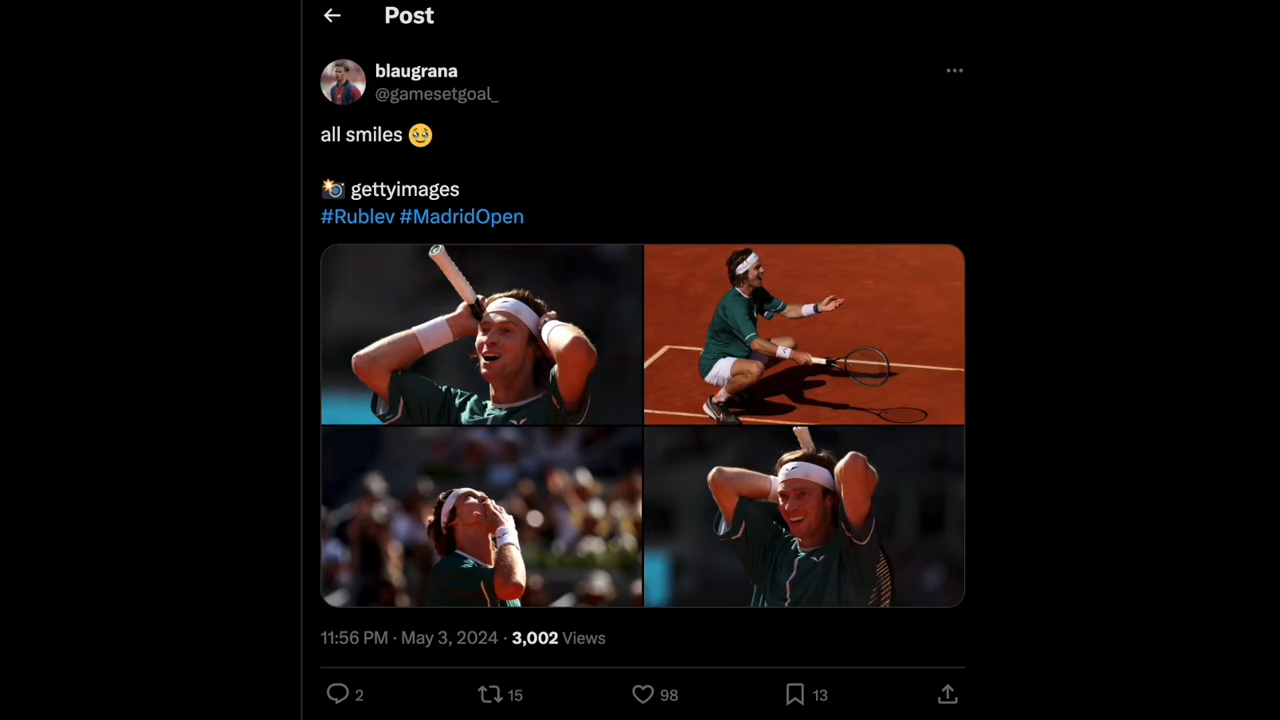 Post
blaugrana
@gamesetgoal_
all smiles 🥹
📸 gettyimages
#Rublev #MadridOpen
11:56 PM · May 3, 2024 · 3,002 Views
2 15 98 13